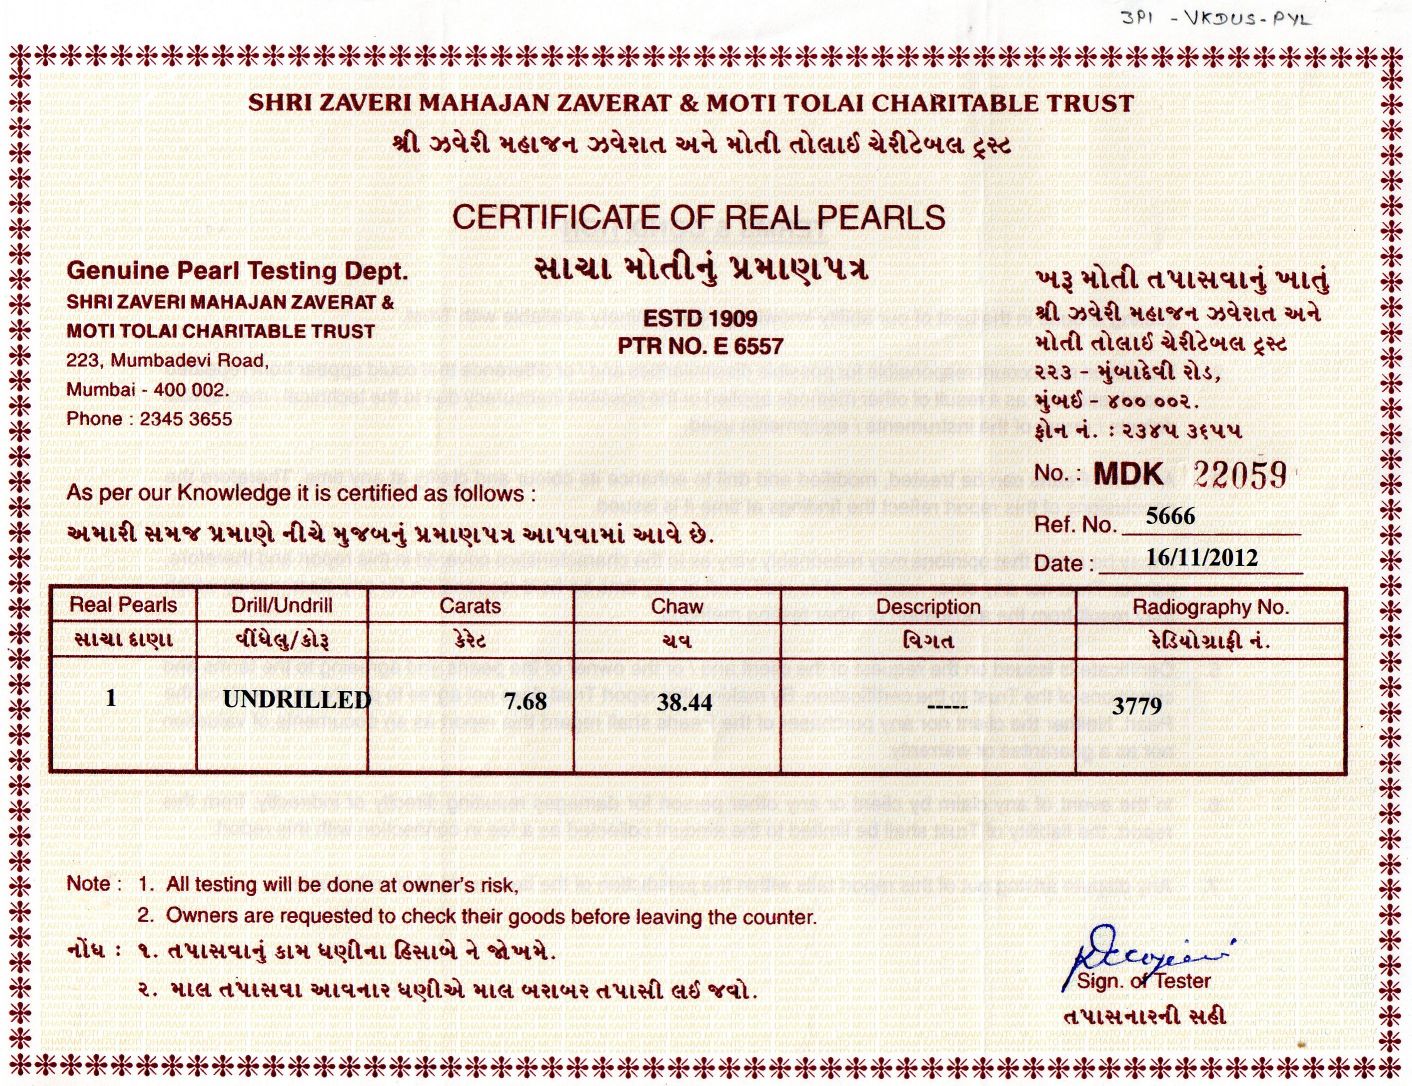 3P1 - VKDUS - PYL
SHRI ZAVERI MAHAJAN ZAVERAT & MOTI TOLAI CHARITABLE TRUST
શ્રી ઝવેરી મહાજન ઝવેરાત અને મોતી તોલાઈ ચેરીટેબલ ટ્રસ્ટ
CERTIFICATE OF REAL PEARLS
સાચા મોતીનું પ્રમાણપત્ર
ESTD 1909
PTR NO. E 6557
Genuine Pearl Testing Dept.
SHRI ZAVERI MAHAJAN ZAVERAT &
MOTI TOLAI CHARITABLE TRUST
223, Mumbadevi Road,
Mumbai - 400 002.
Phone : 2345 3655
ખરૂ મોતી તપાસવાનું ખાતું
શ્રી ઝવેરી મહાજન ઝવેરાત અને
મોતી તોલાઈ ચેરીટેબલ ટ્રસ્ટ
૨૨૩ - મુંબાદેવી રોડ,
મુંબઈ - ૪૦૦ ૦૦૨.
ફોન નં. : ૨૩૪૫ ૩૬૫૫
No. : MDK 22059
Ref. No. 5666
Date : 16/11/2012
As per our Knowledge it is certified as follows :
અમારી સમજ પ્રમાણે નીચે મુજબનું પ્રમાણપત્ર આપવામાં આવે છે.
Real Pearls Drill/Undrill Carats Chaw Description Radiography No.
સાચા દાણા વીંધેલુ/કોરૂ કેરેટ ચવ વિગત રેડિયોગ્રાફી નં.
1 UNDRILLED 7.68 38.44 ----- 3779
Note : 1. All testing will be done at owner's risk,
2. Owners are requested to check their goods before leaving the counter.
નોંધ : ૧. તપાસવાનું કામ ધણીના હિસાબે ને જોખમે.
૨. માલ તપાસવા આવનાર ધણીએ માલ બરાબર તપાસી લઈ જવો.
Sign. of Tester
તપાસનારની સહી